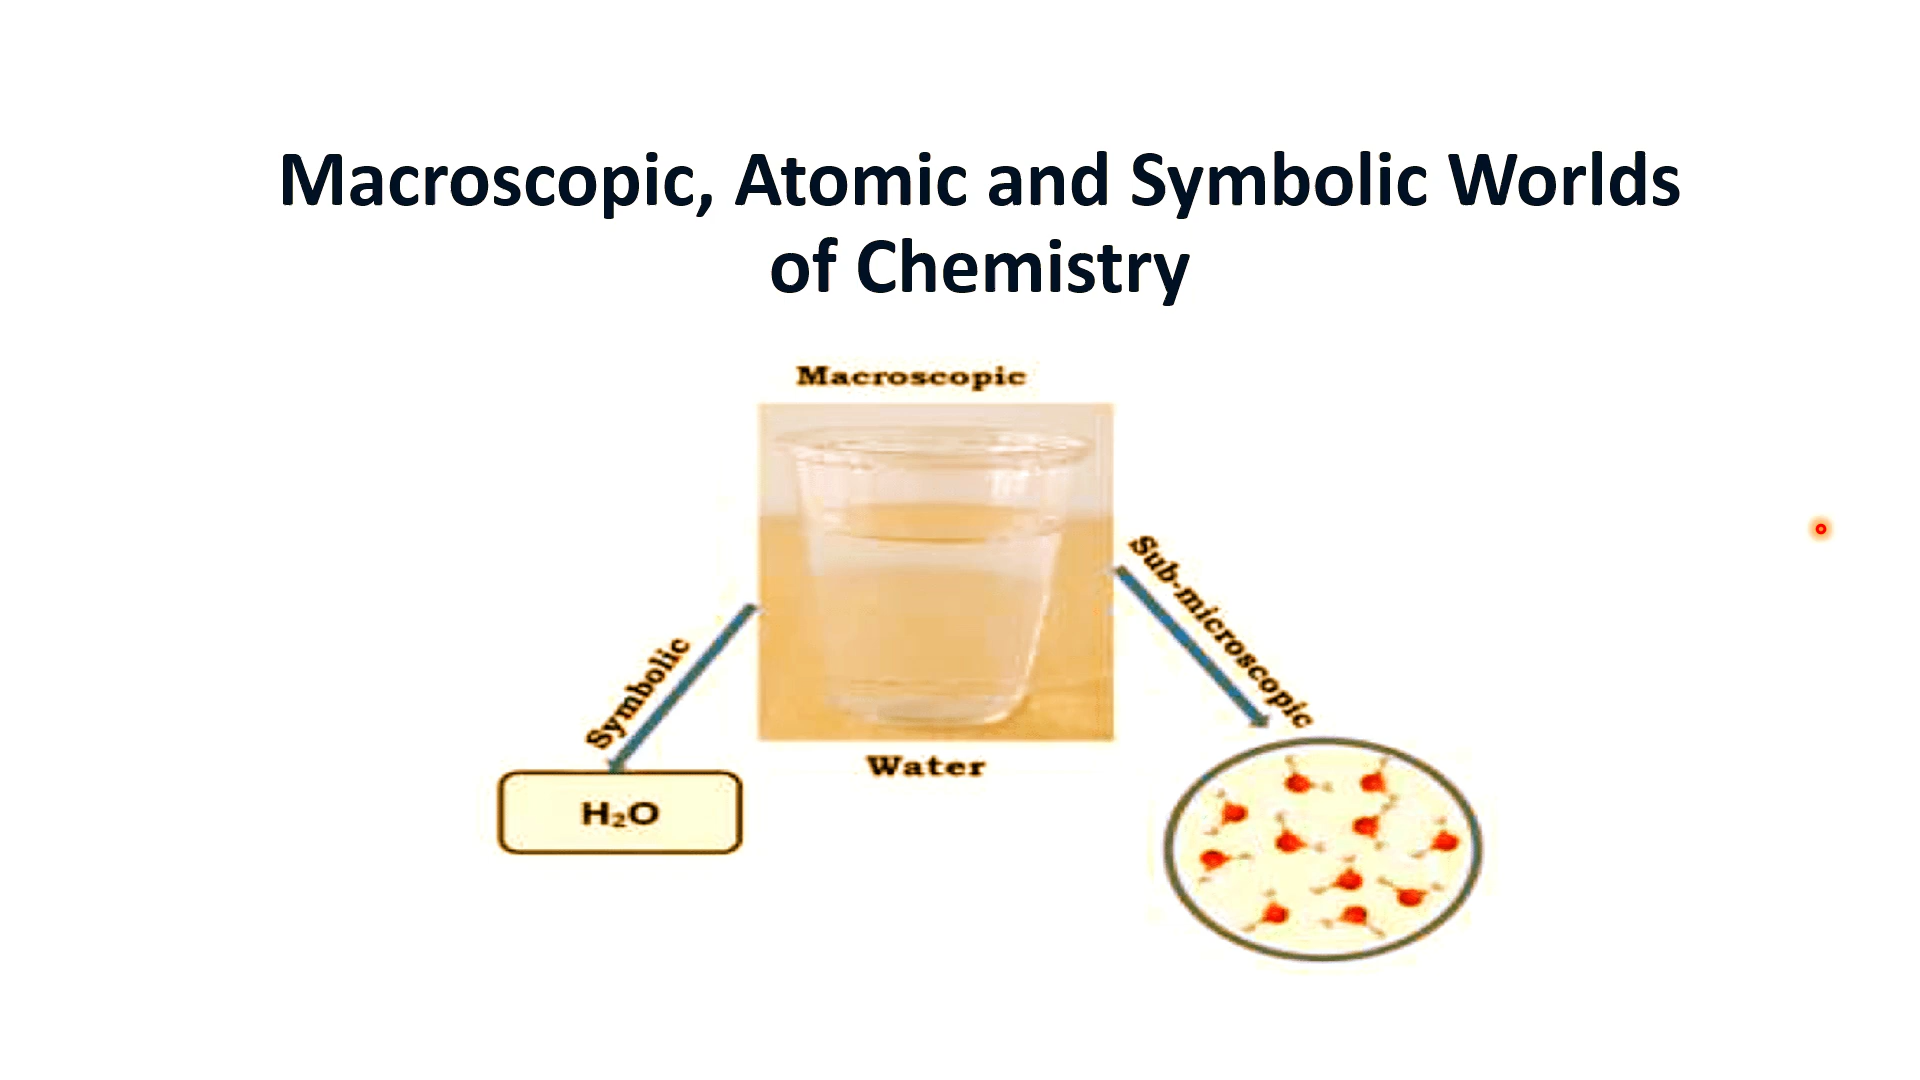 Macroscopic, Atomic and Symbolic Worlds
of Chemistry
Macroscopic
Sub-microscopic
Symbolic
Water
H₂O